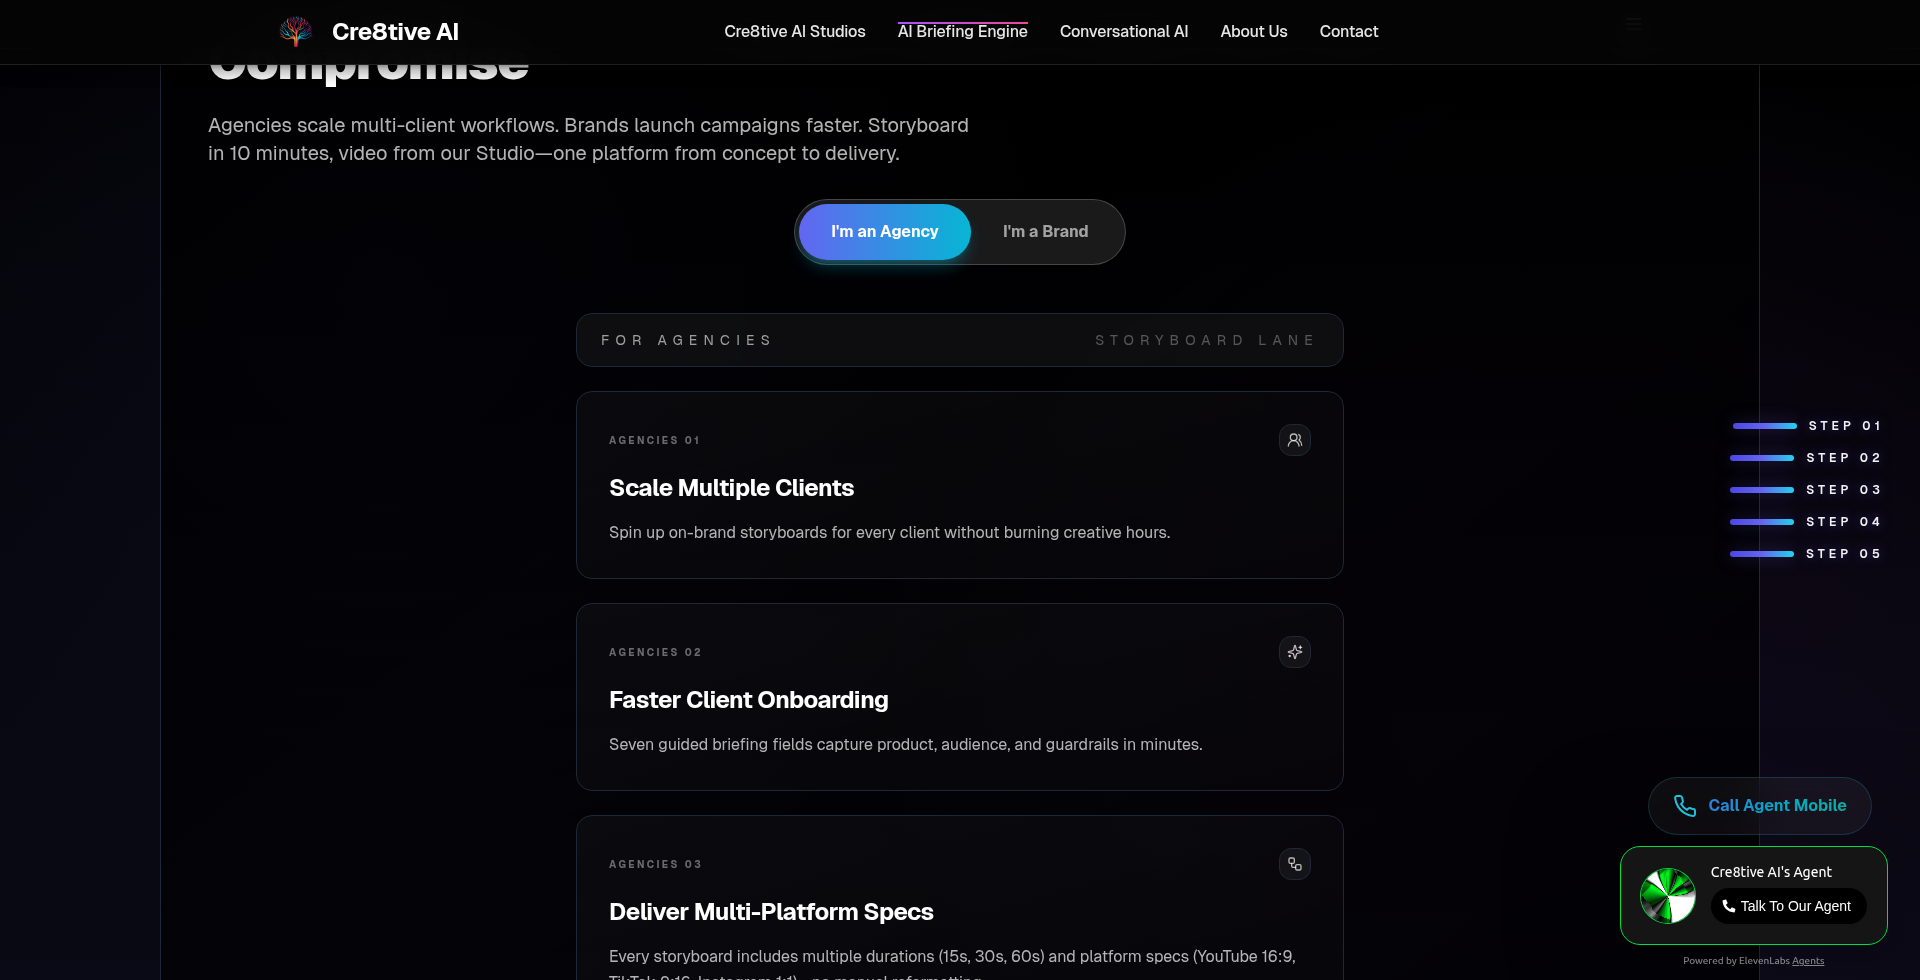 Cre8tive AI
Cre8tive AI Studios
AI Briefing Engine
Conversational AI
About Us
Contact
Compromise
Agencies scale multi-client workflows. Brands launch campaigns faster. Storyboard
in 10 minutes, video from our Studio—one platform from concept to delivery.
I'm an Agency
I'm a Brand
FOR AGENCIES
STORYBOARD LANE
AGENCIES 01
Scale Multiple Clients
Spin up on-brand storyboards for every client without burning creative hours.
AGENCIES 02
Faster Client Onboarding
Seven guided briefing fields capture product, audience, and guardrails in minutes.
AGENCIES 03
Deliver Multi-Platform Specs
Every storyboard includes multiple durations (15s, 30s, 60s) and platform specs (YouTube 16:9,
STEP 01
STEP 02
STEP 03
STEP 04
STEP 05
Call Agent Mobile
Cre8tive AI's Agent
Talk To Our Agent
Powered by ElevenLabs Agents